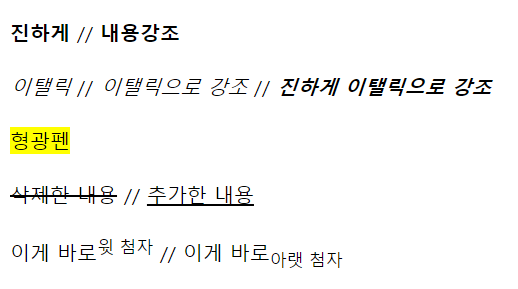 진하게 // 내용강조
이탤릭 // 이탤릭으로 강조 // 진하게 이탤릭으로 강조
형광펜
삭제한 내용 // 추가한 내용
이게 바로윗 첨자 // 이게 바로아랫 첨자